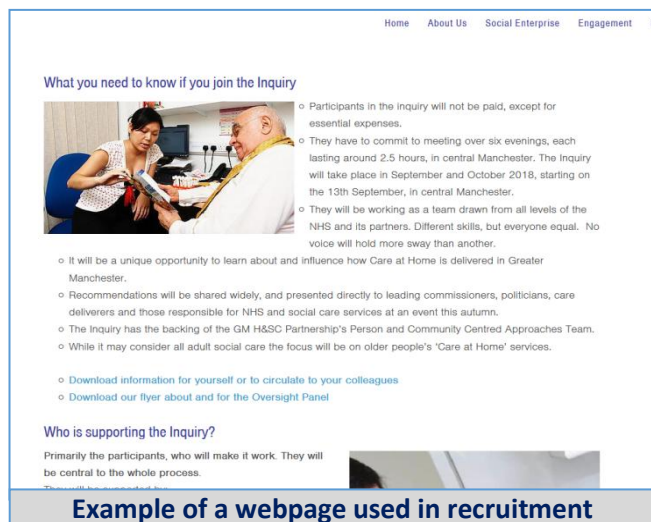 Home About Us Social Enterprise Engagement
What you need to know if you join the Inquiry
○ Participants in the inquiry will not be paid, except for
essential expenses.
○ They have to commit to meeting over six evenings, each
lasting around 2.5 hours, in central Manchester. The Inquiry
will take place in September and October 2018, starting on
the 13th September, in central Manchester.
○ They will be working as a team drawn from all levels of the
NHS and its partners. Different skills, but everyone equal. No
voice will hold more sway than another.
○ It will be a unique opportunity to learn about and influence how Care at Home is delivered in Greater
Manchester.
○ Recommendations will be shared widely, and presented directly to leading commissioners, politicians, care
deliverers and those responsible for NHS and social care services at an event this autumn.
○ The Inquiry has the backing of the GM H&SC Partnership's Person and Community Centred Approaches Team.
○ While it may consider all adult social care the focus will be on older people's 'Care at Home' services.
○ Download information for yourself or to circulate to your colleagues
○ Download our flyer about and for the Oversight Panel
Who is supporting the Inquiry?
Primarily the participants, who will make it work. They will
be central to the whole process.
Example of a webpage used in recruitment